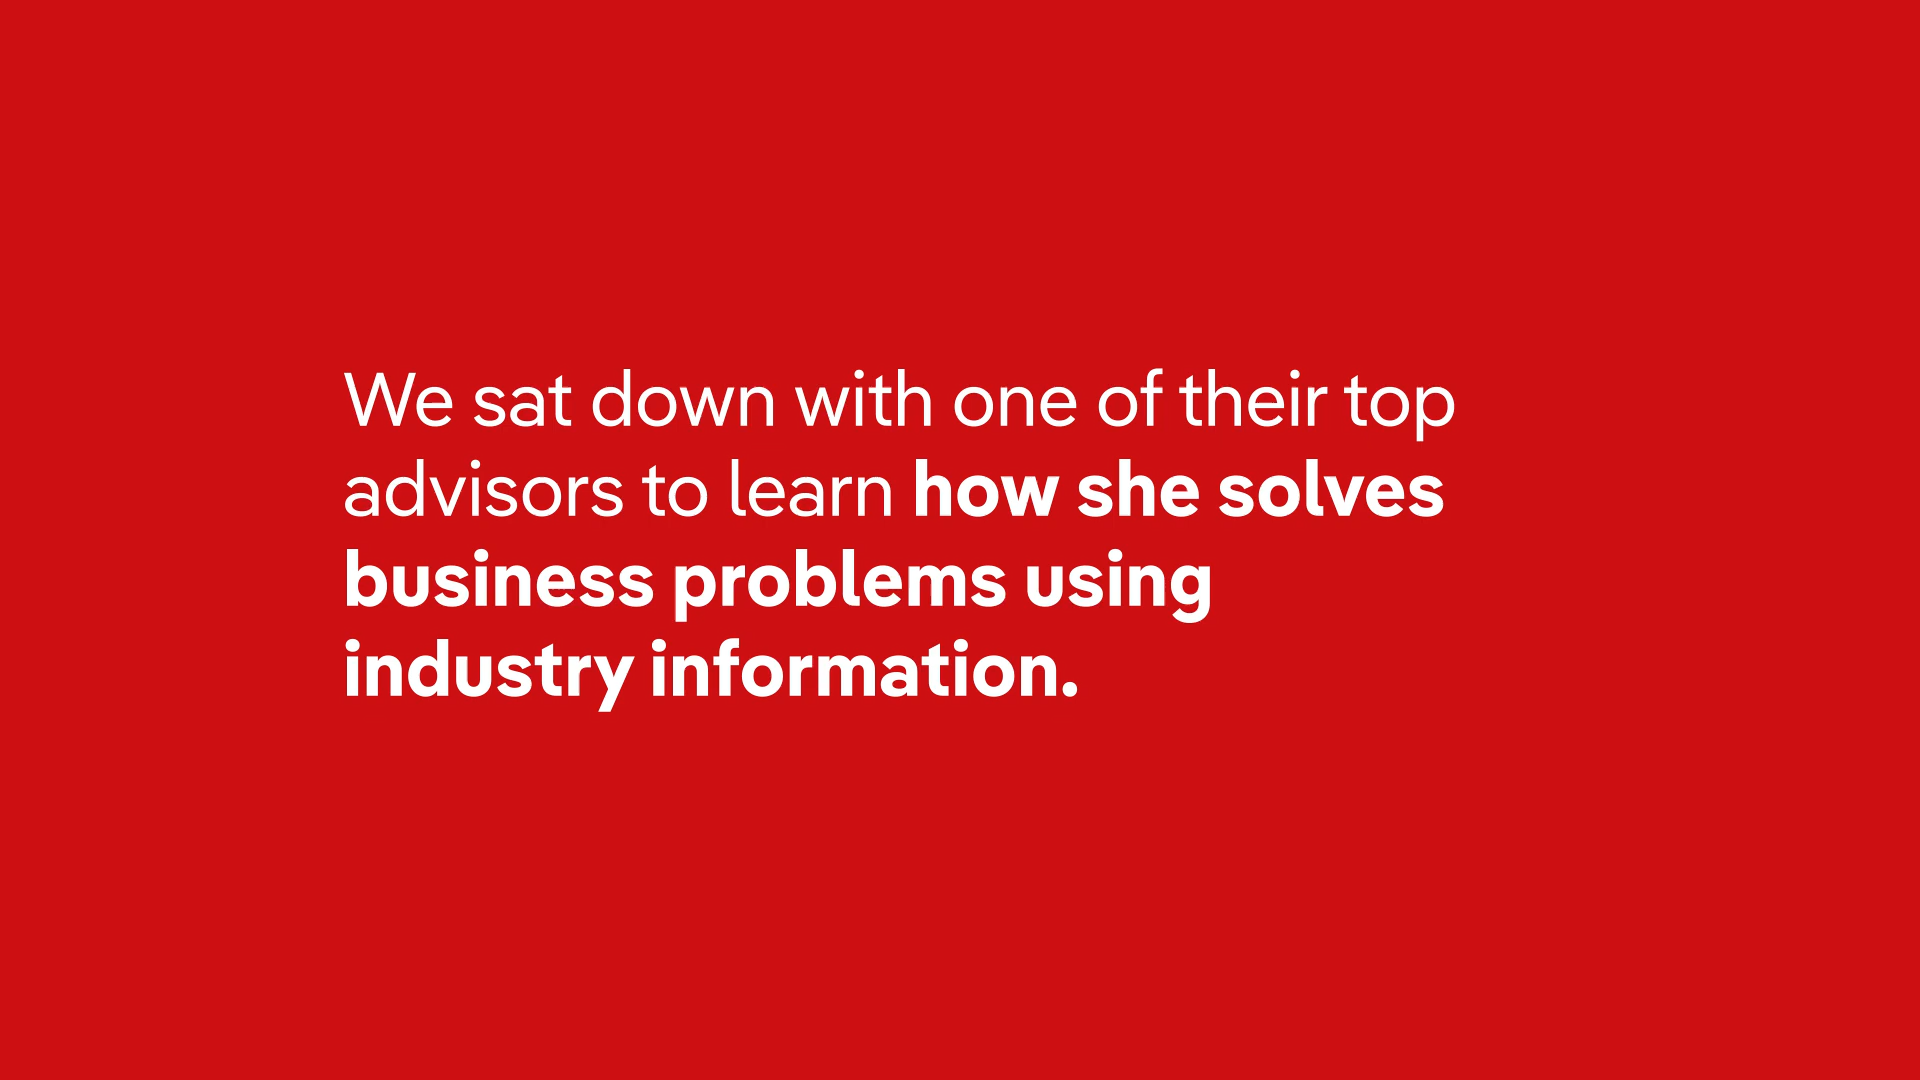 We sat down with one of their top
advisors to learn how she solves
business problems using
industry information.